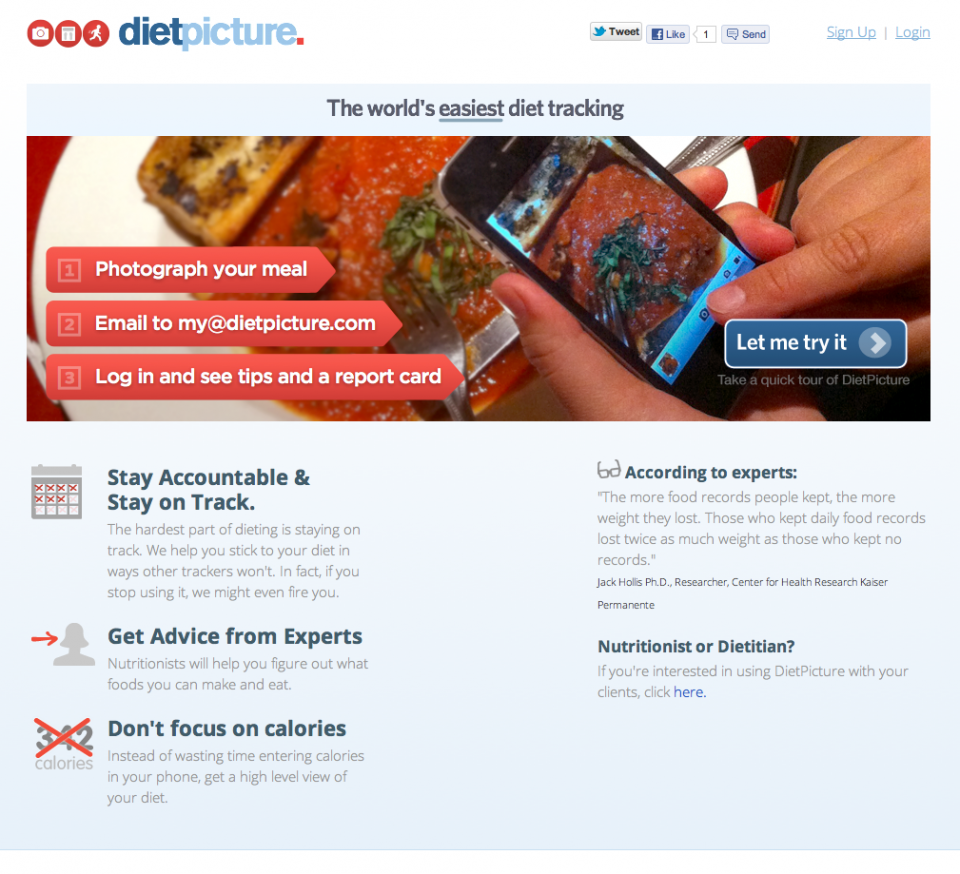 dietpicture.
Tweet
Like
1
Send
Sign Up | Login
The world's easiest diet tracking
1 Photograph your meal
2 Email to my@dietpicture.com
3 Log in and see tips and a report card
Let me try it
Take a quick tour of DietPicture
Stay Accountable &
Stay on Track.
The hardest part of dieting is staying on
track. We help you stick to your diet in
ways other trackers won't. In fact, if you
stop using it, we might even fire you.
Get Advice from Experts
Nutritionists will help you figure out what
foods you can make and eat.
342
calories
Don't focus on calories
Instead of wasting time entering calories
in your phone, get a high level view of
your diet.
According to experts:
"The more food records people kept, the more
weight they lost. Those who kept daily food records
lost twice as much weight as those who kept no
records."
Jack Hollis Ph.D., Researcher, Center for Health Research Kaiser
Permanente
Nutritionist or Dietitian?
If you're interested in using DietPicture with your
clients, click here.